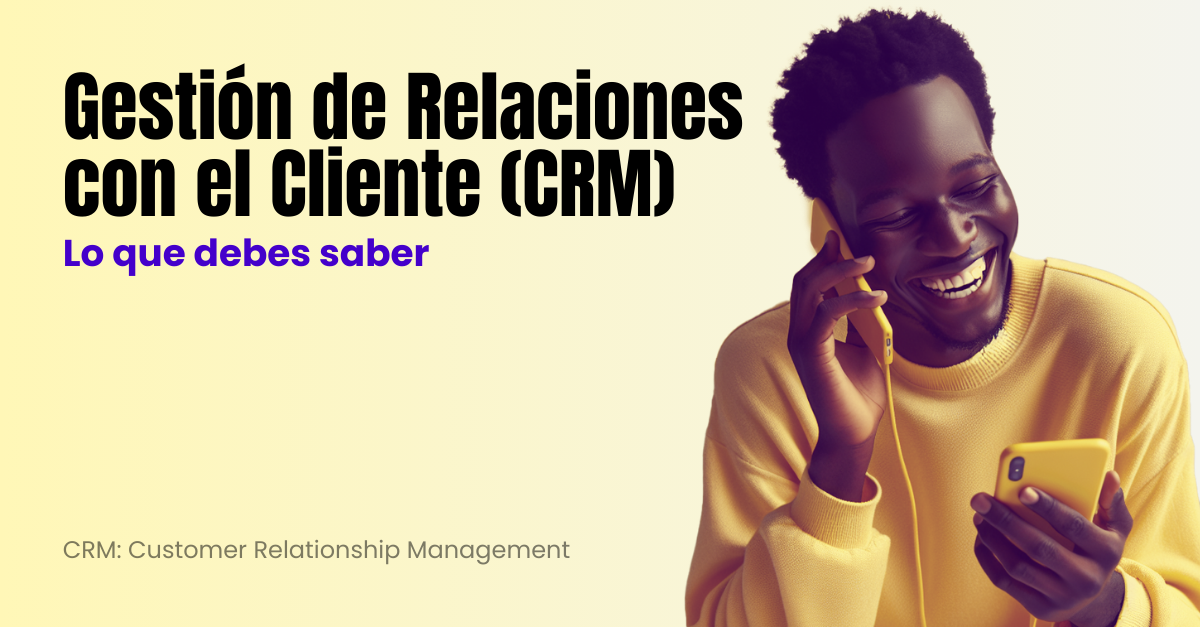 Gestión de Relaciones
con el Cliente (CRM)
Lo que debes saber
CRM: Customer Relationship Management